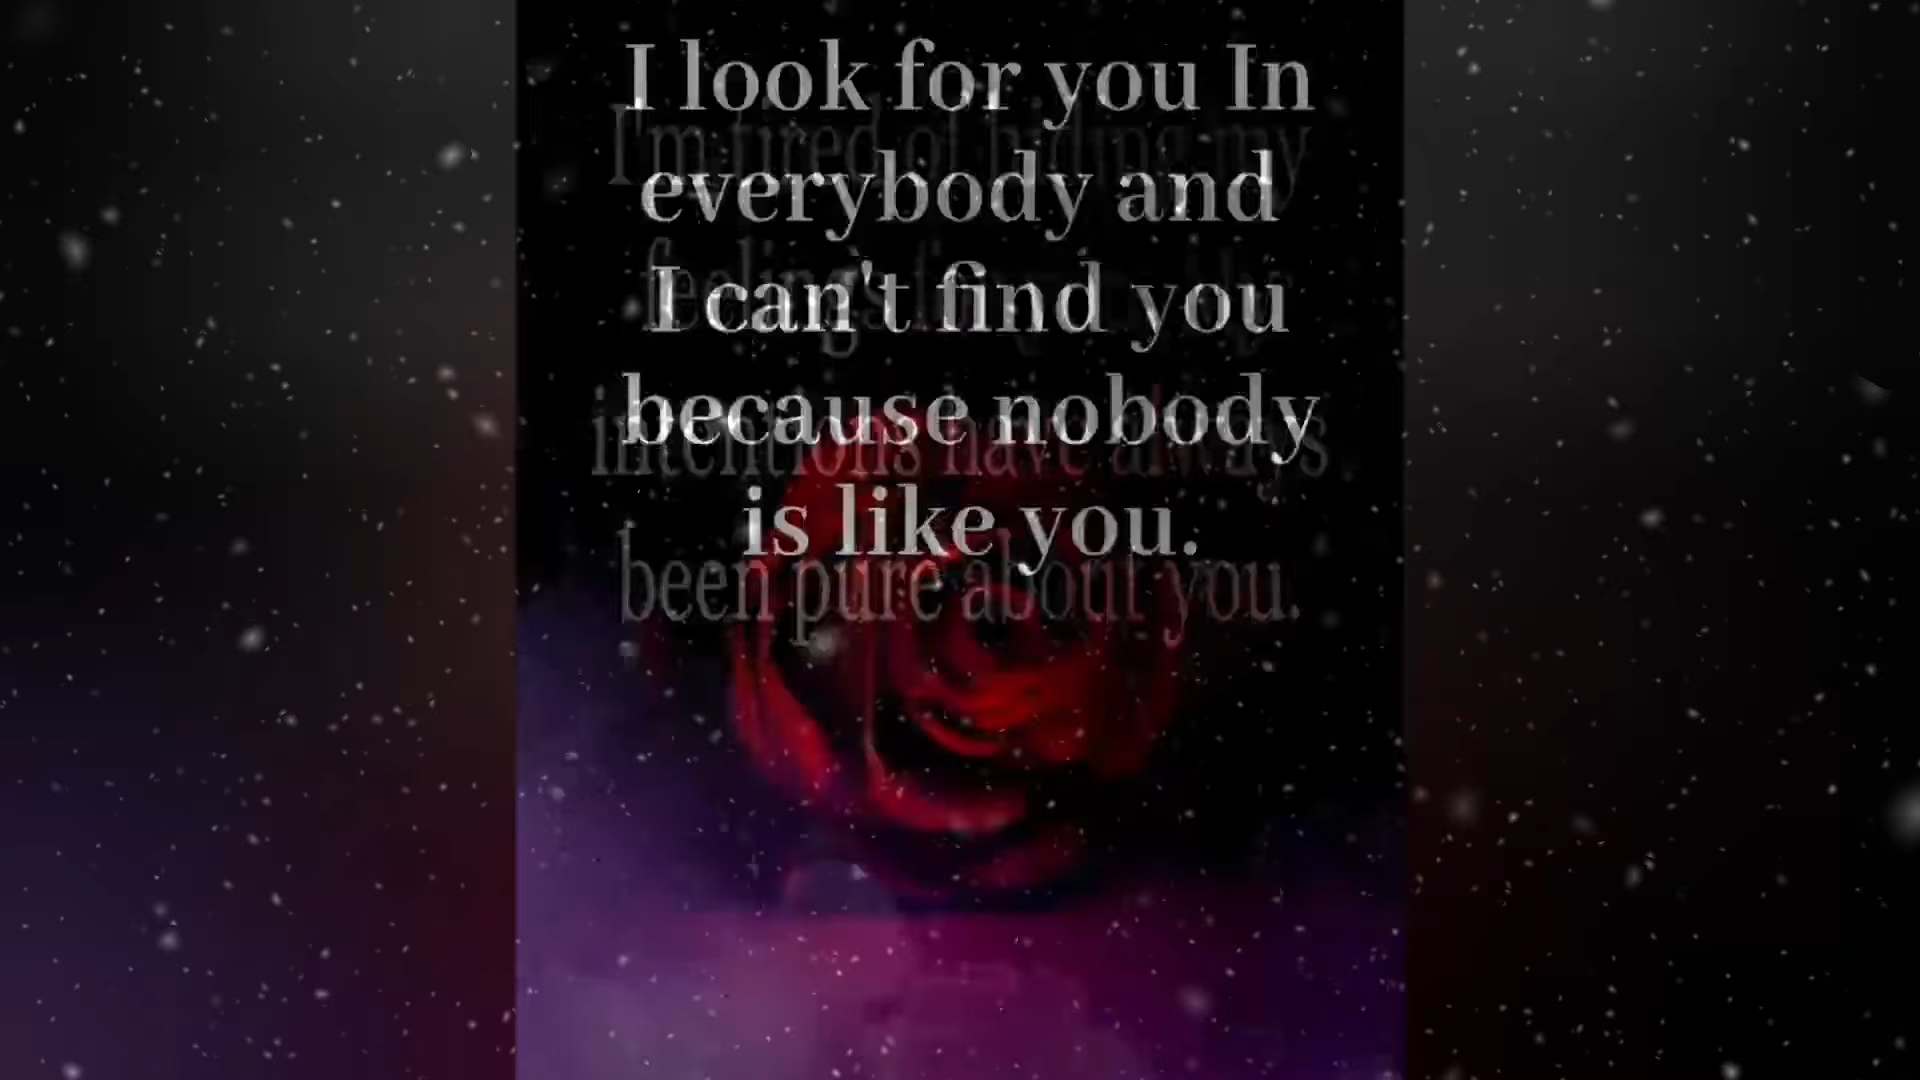 I look for you In
everybody and
I can't find you
because nobody
is like you.
I'm tired of hiding my
feeling's
intentions have always
been pure about you.